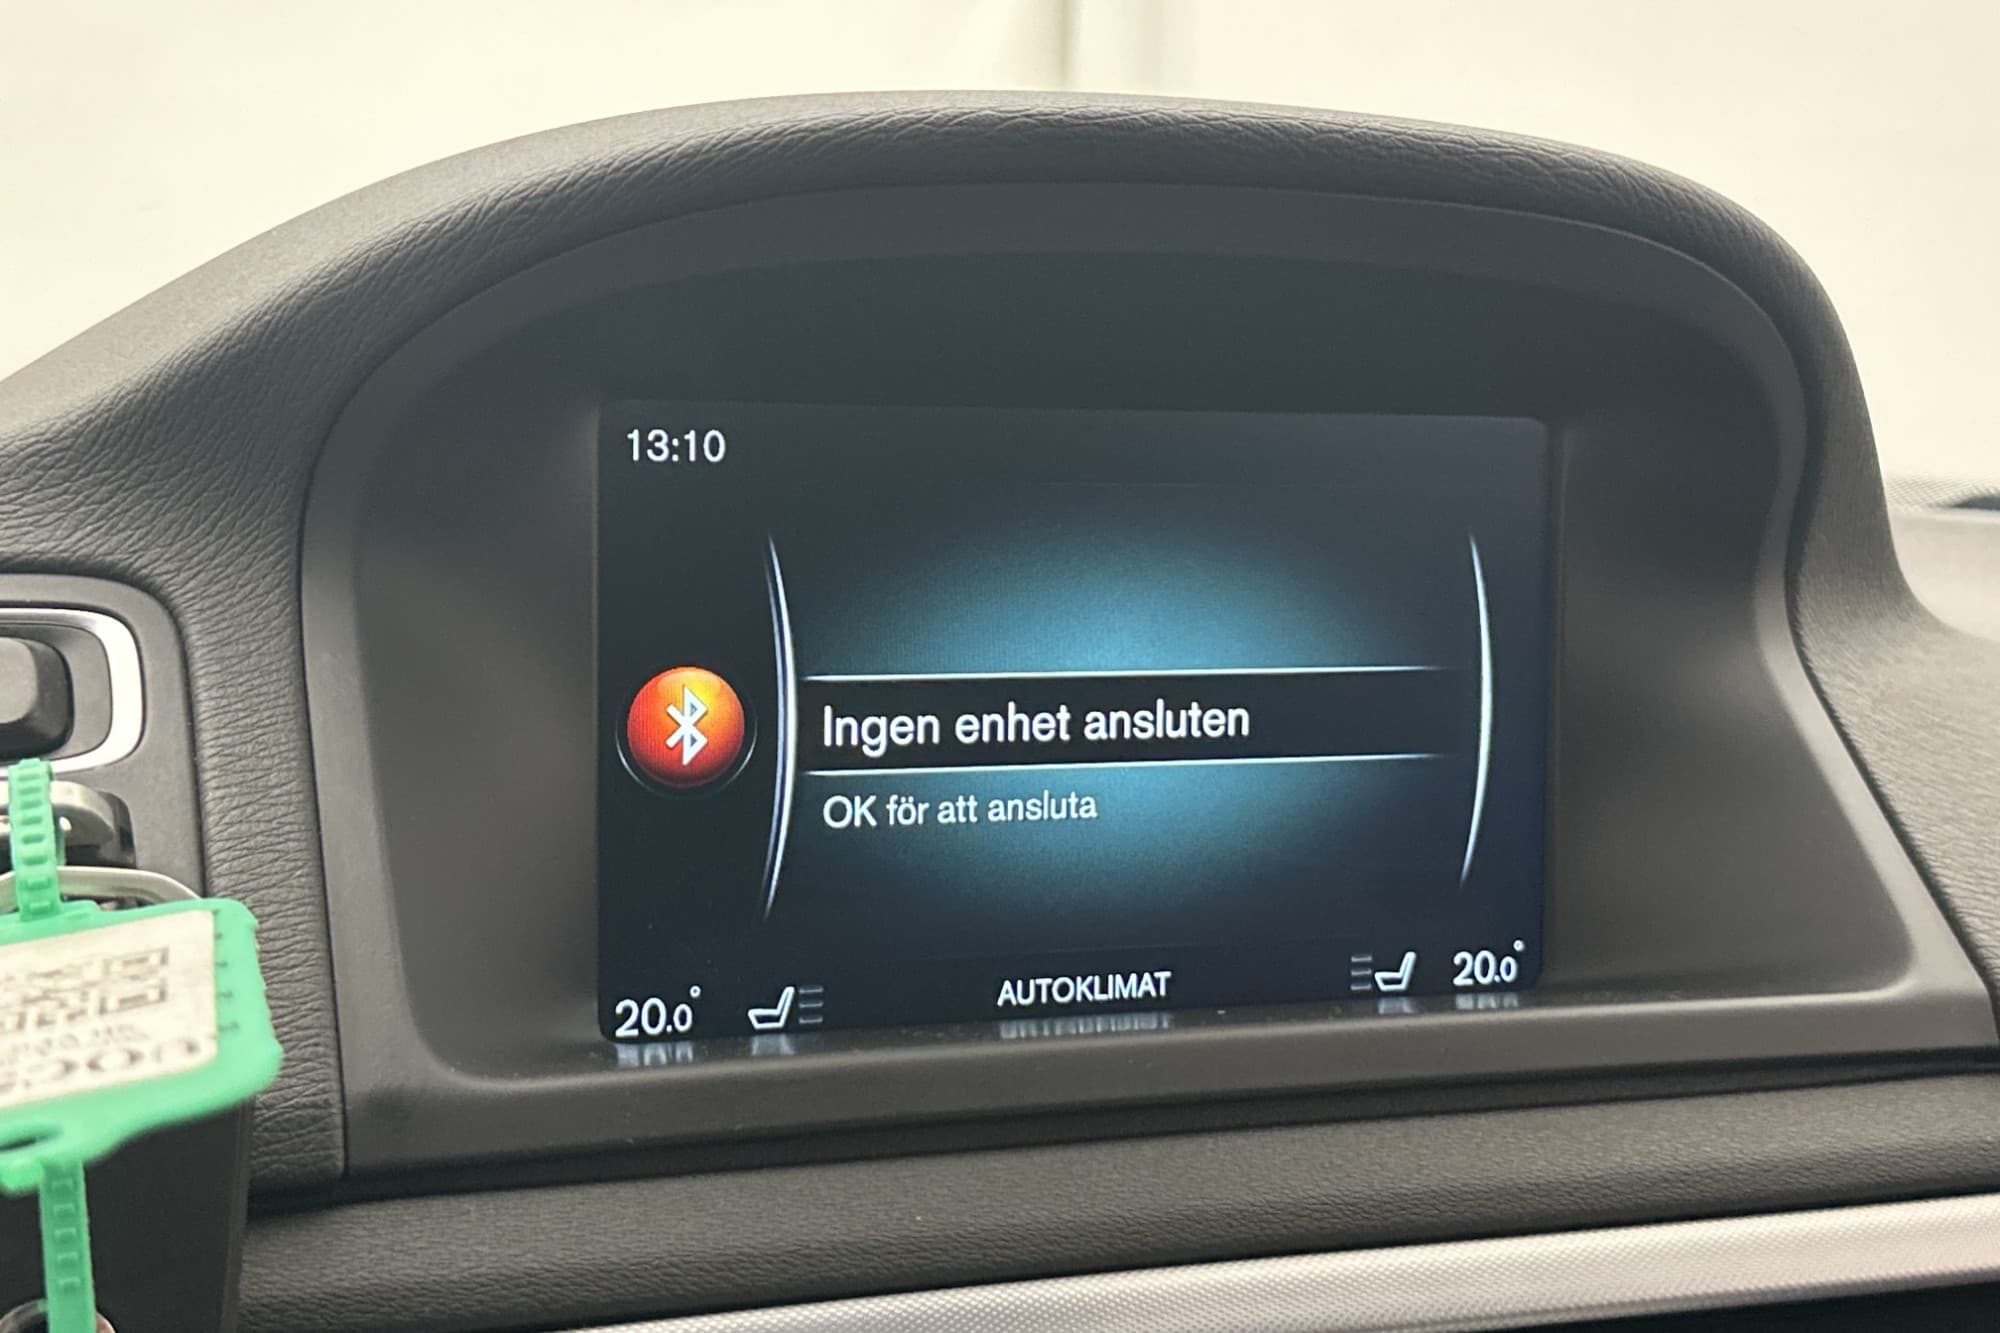 13:10
Ingen enhet ansluten
OK för att ansluta
20.0° AUTOKLIMAT 20.0°